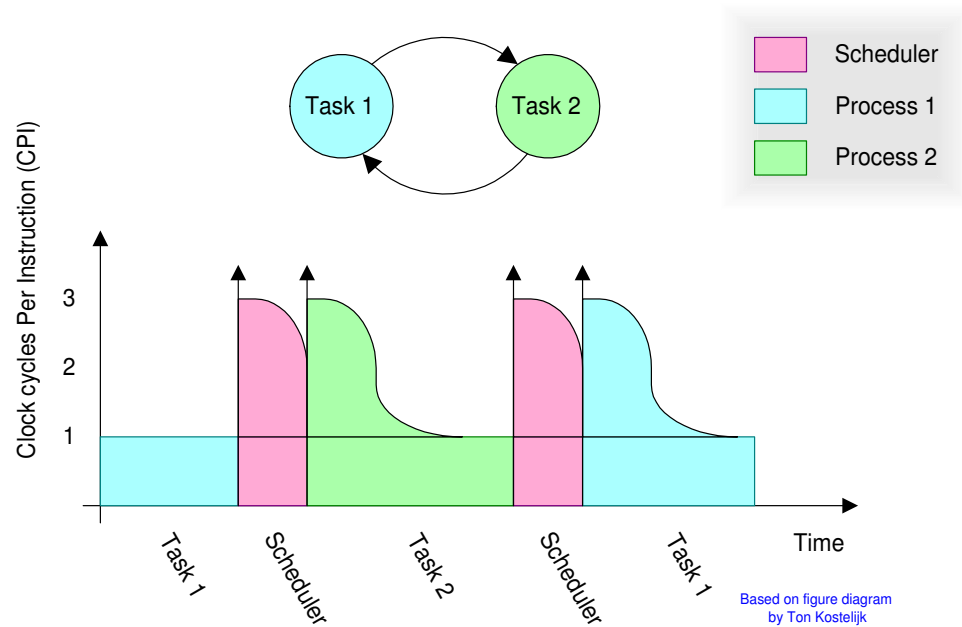 Task 1
Task 2
Scheduler
Process 1
Process 2
Clock cycles Per Instruction (CPI)
3
2
1
Task 1
Scheduler
Task 2
Scheduler
Task 1
Time
Based on figure diagram
by Ton Kostelijk